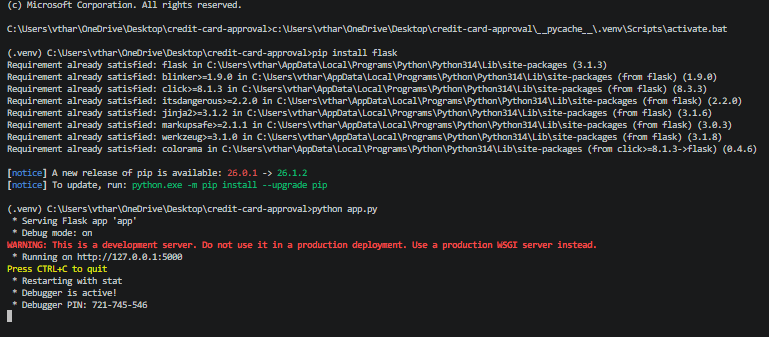 (c) Microsoft Corporation. All rights reserved.
C:\Users\vthar\OneDrive\Desktop\credit-card-approval>c:\Users\vthar\OneDrive\Desktop\credit-card-approval\__pycache__\.venv\Scripts\activate.bat
(.venv) C:\Users\vthar\OneDrive\Desktop\credit-card-approval>pip install flask
Requirement already satisfied: flask in C:\Users\vthar\AppData\Local\Programs\Python\Python314\Lib\site-packages (3.1.3)
Requirement already satisfied: blinker>=1.9.0 in C:\Users\vthar\AppData\Local\Programs\Python\Python314\Lib\site-packages (from flask) (1.9.0)
Requirement already satisfied: click>=8.1.3 in C:\Users\vthar\AppData\Local\Programs\Python\Python314\Lib\site-packages (from flask) (8.3.3)
Requirement already satisfied: itsdangerous>=2.2.0 in C:\Users\vthar\AppData\Local\Programs\Python\Python314\Lib\site-packages (from flask) (2.2.0)
Requirement already satisfied: jinja2>=3.1.2 in C:\Users\vthar\AppData\Local\Programs\Python\Python314\Lib\site-packages (from flask) (3.1.6)
Requirement already satisfied: markupsafe>=2.1.1 in C:\Users\vthar\AppData\Local\Programs\Python\Python314\Lib\site-packages (from flask) (3.0.3)
Requirement already satisfied: werkzeug>=3.1.0 in C:\Users\vthar\AppData\Local\Programs\Python\Python314\Lib\site-packages (from flask) (3.1.8)
Requirement already satisfied: colorama in C:\Users\vthar\AppData\Local\Programs\Python\Python314\Lib\site-packages (from click>=8.1.3->flask) (0.4.6)
[notice] A new release of pip is available: 26.0.1 -> 26.1.2
[notice] To update, run: python.exe -m pip install --upgrade pip
(.venv) C:\Users\vthar\OneDrive\Desktop\credit-card-approval>python app.py
 * Serving Flask app 'app'
 * Debug mode: on
WARNING: This is a development server. Do not use it in a production deployment. Use a production WSGI server instead.
 * Running on http://127.0.0.1:5000
Press CTRL+C to quit
 * Restarting with stat
 * Debugger is active!
 * Debugger PIN: 721-745-546